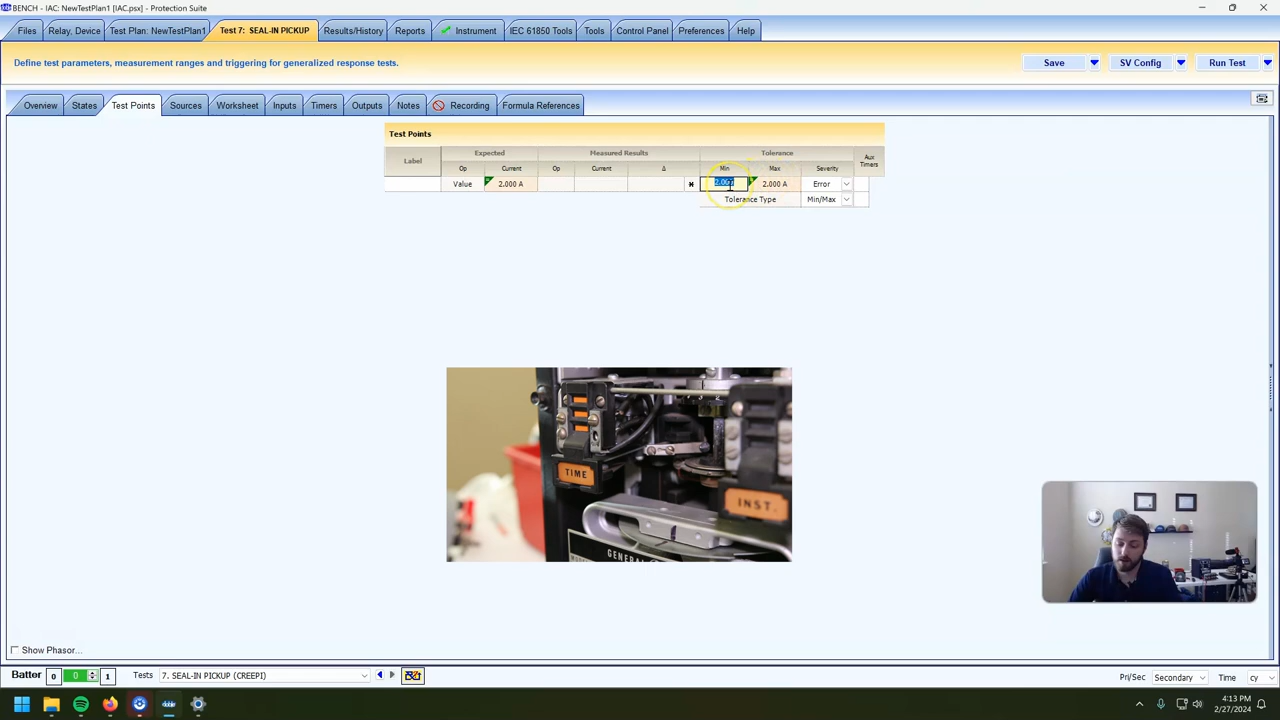 BENCH - IAC: NewTestPlan1 [IAC.psx] - Protection Suite
Files
Relay, Device
Test Plan: NewTestPlan1
Test 7: SEAL-IN PICKUP
Results/History
Reports
Instrument
IEC 61850 Tools
Tools
Control Panel
Preferences
Help
Define test parameters, measurement ranges and triggering for generalized response tests.
Save
SV Config
Run Test
Overview
States
Test Points
Sources
Worksheet
Inputs
Timers
Outputs
Notes
Recording
Formula References
Test Points
Label
Expected
Measured Results
Tolerance
Aux Timers
Op
Current
Op
Current
Δ
Min
Max
Severity
Value
2.000 A
2.000 A
Error
Tolerance Type
Min/Max
TIME
INST.
GENERAL
Show Phasor...
Batter
0
0
1
Tests
7. SEAL-IN PICKUP (CREEPI)
Pri/Sec
Secondary
Time
cy
4:13 PM
2/27/2024